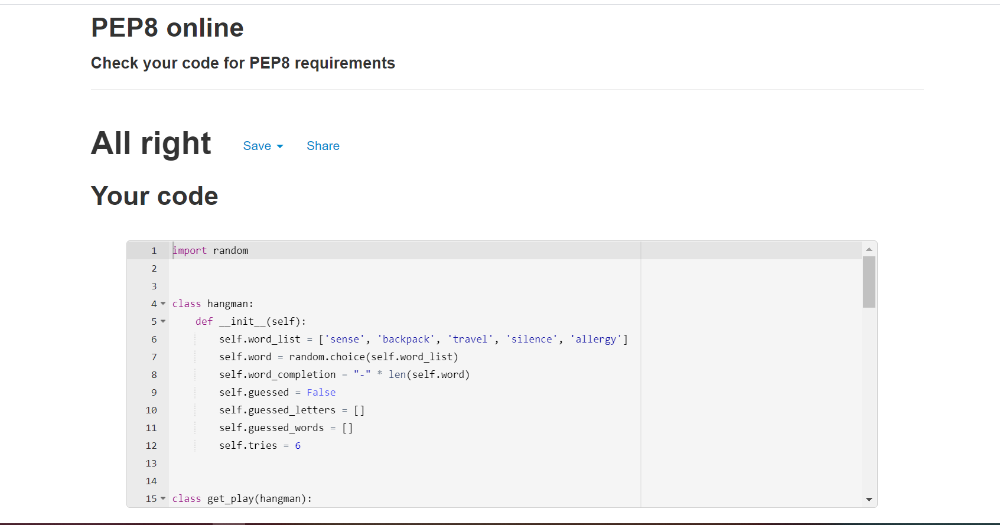 PEP8 online
Check your code for PEP8 requirements
All right Save Share
Your code
1 import random
2
3
4 class hangman:
5     def __init__(self):
6         self.word_list = ['sense', 'backpack', 'travel', 'silence', 'allergy']
7         self.word = random.choice(self.word_list)
8         self.word_completion = "-" * len(self.word)
9         self.guessed = False
10         self.guessed_letters = []
11         self.guessed_words = []
12         self.tries = 6
13
14
15 class get_play(hangman):